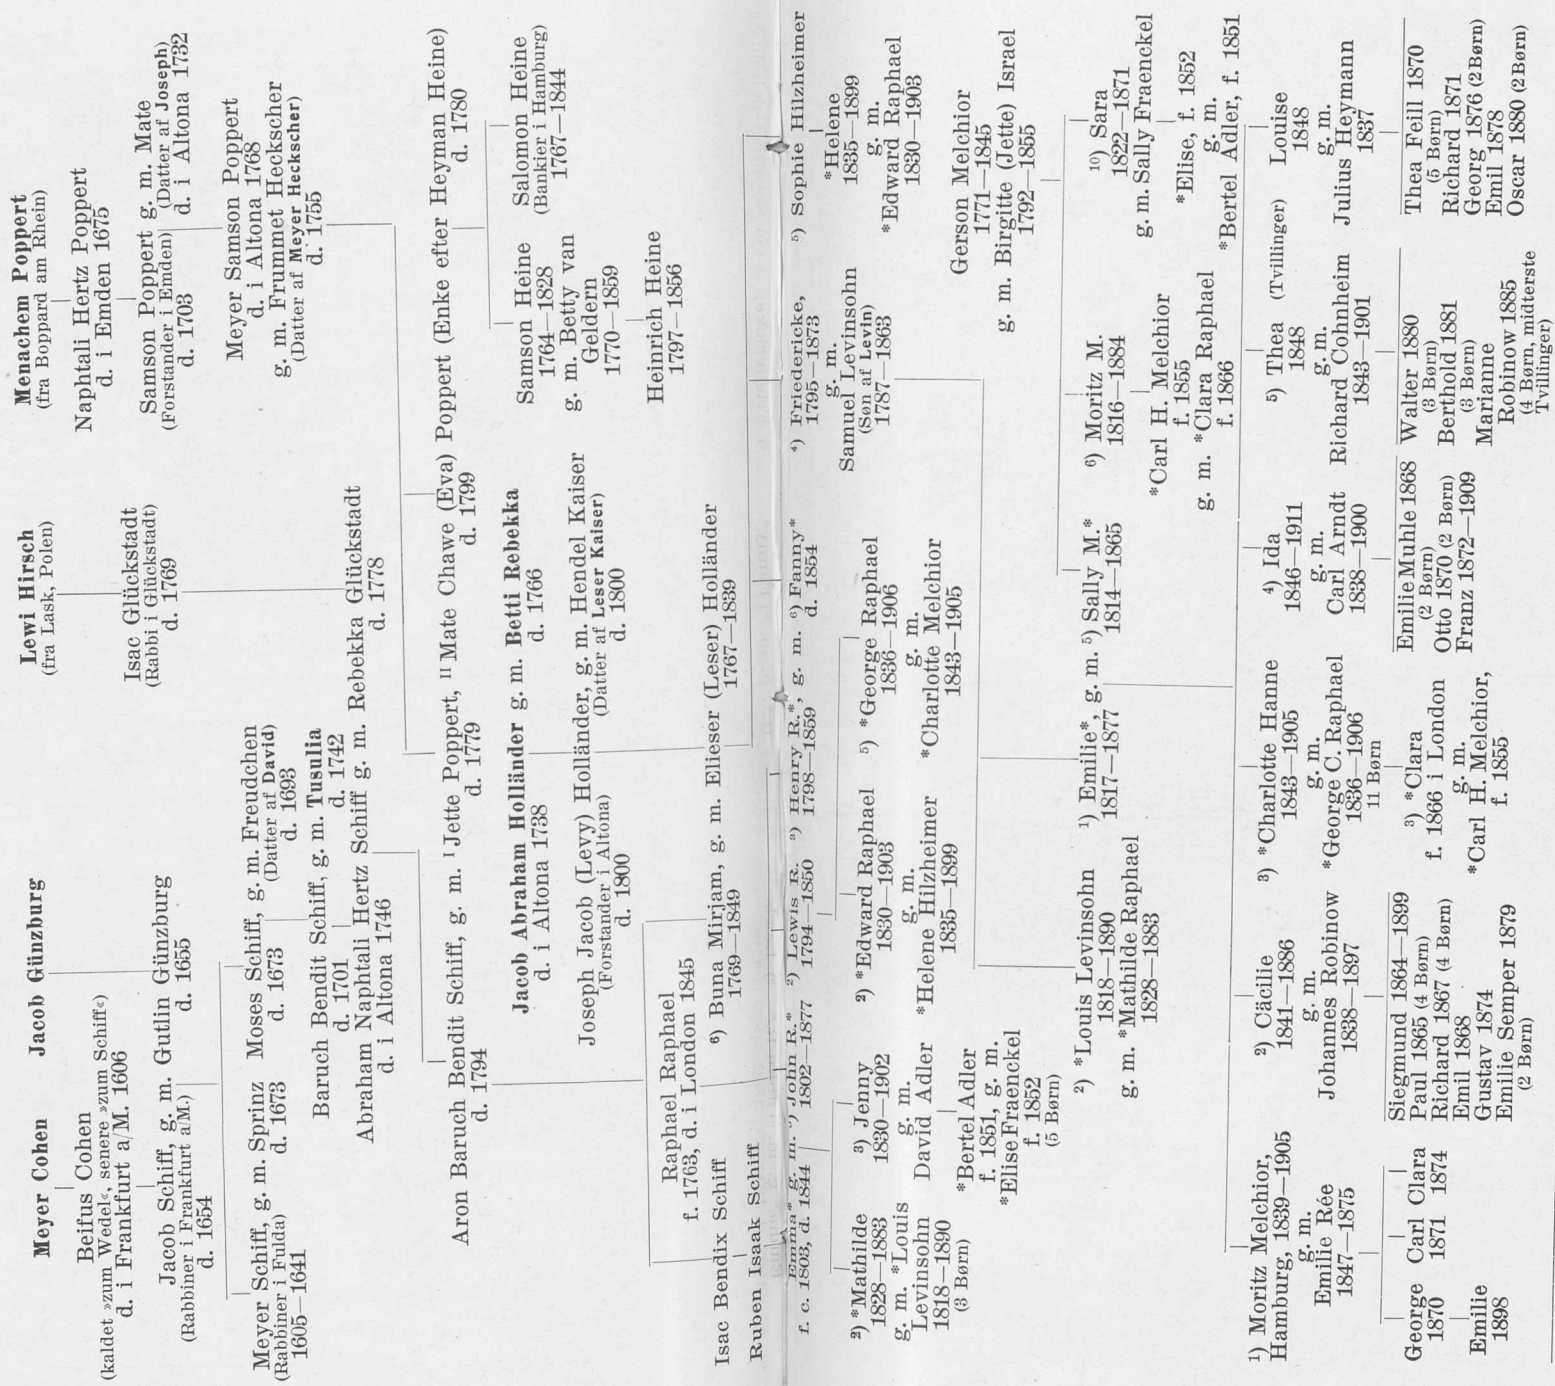 Meyer Cohen
Jacob Günzburg
Lewi Hirsch
(fra Lask, Polen)
Menachem Poppert
(fra Boppard am Rhein)
Beifus Cohen
(kaldet »zum Wedel«, senere »zum Schiff«)
d. i Frankfurt a/M. 1606
Naphtali Hertz Poppert
d. i Emden 1675
Jacob Schiff, g. m. Gutlin Günzburg
(Rabbiner i Frankfurt a/M.) d. 1655
d. 1654
Isac Glückstadt
(Rabbi i Glückstadt)
d. 1769
Samson Poppert g. m. Mate
(Forstander i Emden) (Datter af Joseph)
d. 1703 d. i Altona 1732
Meyer Schiff, g. m. Sprinz
(Rabbiner i Fulda) d. 1673
1605—1641
Moses Schiff, g. m. Freudchen
d. 1673 (Datter af David)
d. 1693
Meyer Samson Poppert
d. i Altona 1768
g. m. Frummet Heckscher
(Datter af Meyer Heckscher)
d. 1755
Baruch Bendit Schiff, g. m. Tusulia
d. 1701 d. 1742
Abraham Naphtali Hertz Schiff g. m. Rebekka Glückstadt
d. i Altona 1746 d. 1778
Aron Baruch Bendit Schiff, g. m. I Jette Poppert, II Mate Chawe (Eva) Poppert (Enke efter Heyman Heine)
d. 1794 d. 1779 d. 1799 d. 1780
Jacob Abraham Holländer g. m. Betti Rebekka
d. i Altona 1738 d. 1766
Samson Heine
1764—1828
g. m. Betty van
Geldern
1770—1859
Salomon Heine
(Bankier i Hamburg)
1767—1844
Joseph Jacob (Levy) Holländer, g. m. Hendel Kaiser
(Forstander i Altona) (Datter af Leser Kaiser)
d. 1800 d. 1800
Heinrich Heine
1797—1856
Raphael Raphael
f. 1763, d. i London 1845
Isac Bendix Schiff
6) Buna Mirjam, g. m. Elieser (Leser) Holländer
1769—1849 1767—1839
Ruben Isaak Schiff
Emma* g. m. John R.* 2) Lewis R. 3) Henry R.*, g. m. 6) Fanny* 4) Friedericke, 5) Sophie Hilzheimer
f. c. 1803, d. 1844 1802—1877 1794—1850 1798—1859 d. 1854 1795—1873
g. m.
Samuel Levinsohn
(Søn af Levin)
1787—1863
*Helene
1835—1899
g. m.
*Edward Raphael
1830—1903
2) *Mathilde
1828—1883
g. m. *Louis
Levinsohn
1818—1890
(3 Børn)
3) Jenny
1830—1902
g. m.
David Adler
*Bertel Adler
f. 1851, g. m.
*Elise Fraenckel
f. 1852
(5 Børn)
2) *Edward Raphael
1830—1903
g. m.
*Helene Hilzheimer
1835—1899
5) *George Raphael
1836—1906
g. m.
*Charlotte Melchior
1843—1905
Gerson Melchior
1771—1845
g. m. Birgitte (Jette) Israel
1792—1855
2) *Louis Levinsohn
1818—1890
g. m. *Mathilde Raphael
1828—1883
1) Emilie*, g. m. 5) Sally M.*
1817—1877 1814—1865
6) Moritz M.
1816—1884
*Carl H. Melchior
f. 1855
g. m. *Clara Raphael
f. 1866
10) Sara
1822—1871
g. m. Sally Fraenckel
*Elise, f. 1852
g. m.
*Bertel Adler, f. 1851
1) Moritz Melchior,
Hamburg, 1839—1905
g. m.
Emilie Rée
1847—1875
2) Cäcilie
1841—1886
g. m.
Johannes Robinow
1838—1897
3) *Charlotte Hanne
1843—1905
g. m.
*George C. Raphael
1836—1906
11 Børn
4) Ida
1846—1911
g. m.
Carl Arndt
1838—1900
5) Thea (Tvillinger) Louise
1848 1848
g. m. g. m.
Richard Cohnheim Julius Heymann
1843—1901 1837
George Carl Clara
1870 1871 1874
Emilie
1898
Siegmund 1864—1899
Paul 1865 (4 Børn)
Richard 1867 (4 Børn)
Emil 1868
Gustav 1874
Emilie Semper 1879
(2 Børn)
3) *Clara
f. 1866 i London
g. m.
*Carl H. Melchior,
f. 1855
Emilie Muhle 1868
(2 Børn)
Otto 1870 (2 Børn)
Franz 1872—1909
Walter 1880
(3 Børn)
Berthold 1881
(3 Børn)
Marianne
Robinow 1885
(4 Børn, midterste
Tvillinger)
Thea Feill 1870
(5 Børn)
Richard 1871
Georg 1876 (2 Børn)
Emil 1878
Oscar 1880 (2 Børn)